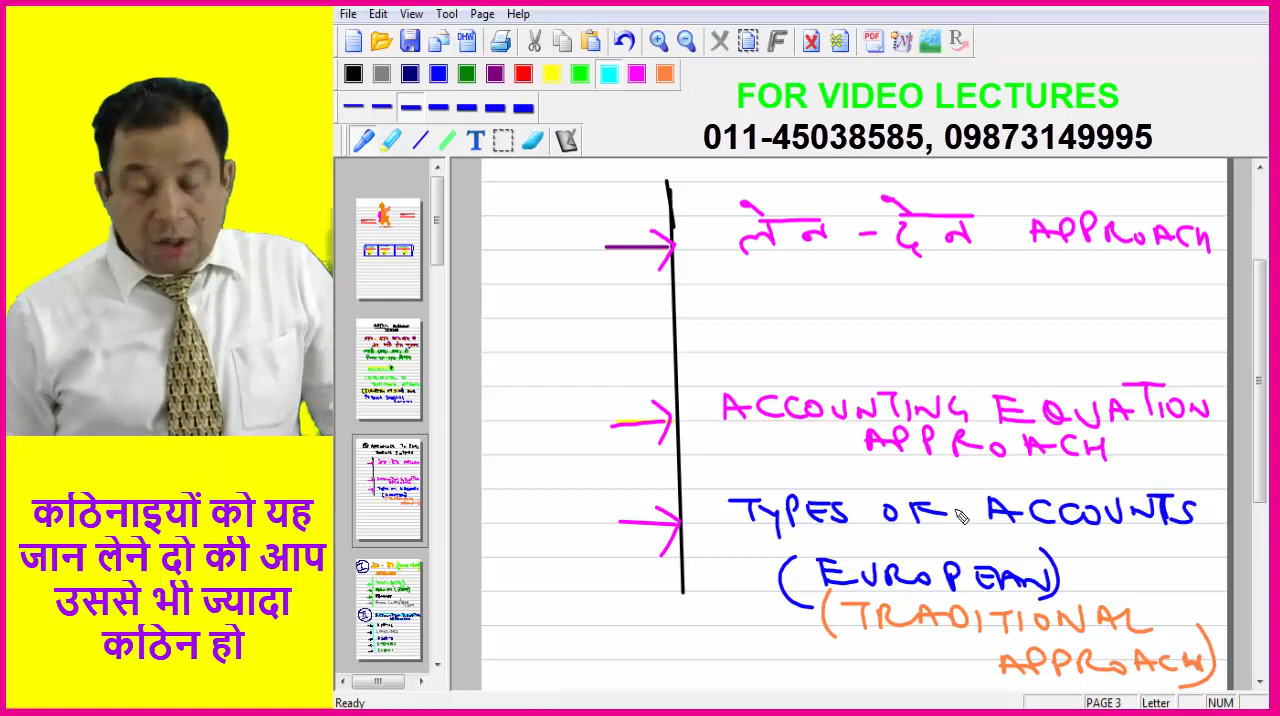 File Edit View Tool Page Help
FOR VIDEO LECTURES
011-45038585, 09873149995
लेन - देन APPROACH
ACCOUNTING EQUATION
APPROACH
TYPES OF ACCOUNTS
(EUROPEAN)
(TRADITIONAL
APPROACH)
कठिनाइयों को यह
जान लेने दो की आप
उससे भी ज्यादा
कठिन हो
Ready PAGE 3 Letter NUM